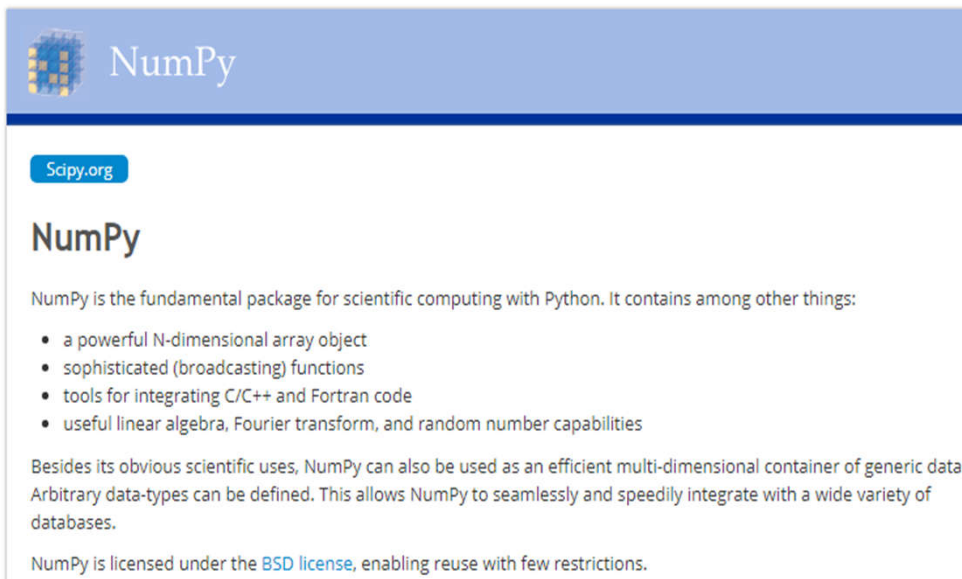 NumPy
Scipy.org
NumPy
NumPy is the fundamental package for scientific computing with Python. It contains among other things:
• a powerful N-dimensional array object
• sophisticated (broadcasting) functions
• tools for integrating C/C++ and Fortran code
• useful linear algebra, Fourier transform, and random number capabilities
Besides its obvious scientific uses, NumPy can also be used as an efficient multi-dimensional container of generic data
Arbitrary data-types can be defined. This allows NumPy to seamlessly and speedily integrate with a wide variety of
databases.
NumPy is licensed under the BSD license, enabling reuse with few restrictions.